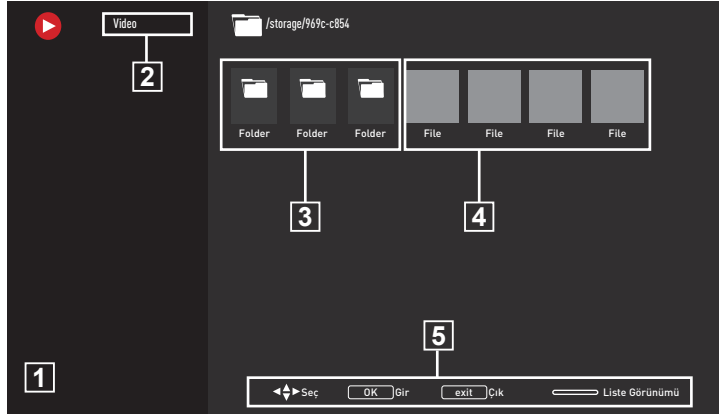 Video
/storage/969c-c854
2
Folder Folder Folder File File File File
3 4
5
1
Seç OK Gir exit Çık Liste Görünümü